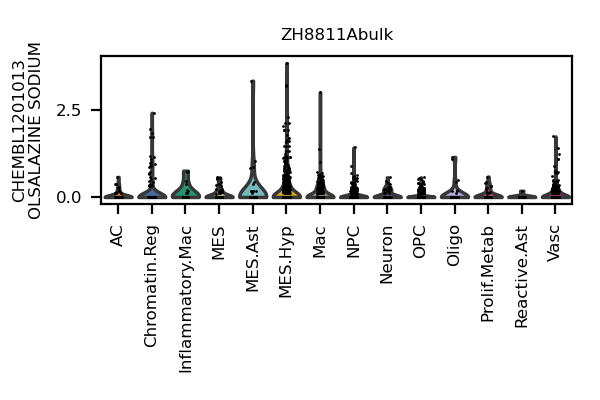 ZH8811Abulk
CHEMBL1201013
OLSALAZINE SODIUM
2.5
0.0
AC
Chromatin.Reg
Inflammatory.Mac
MES
MES.Ast
MES.Hyp
Mac
NPC
Neuron
OPC
Oligo
Prolif.Metab
Reactive.Ast
Vasc